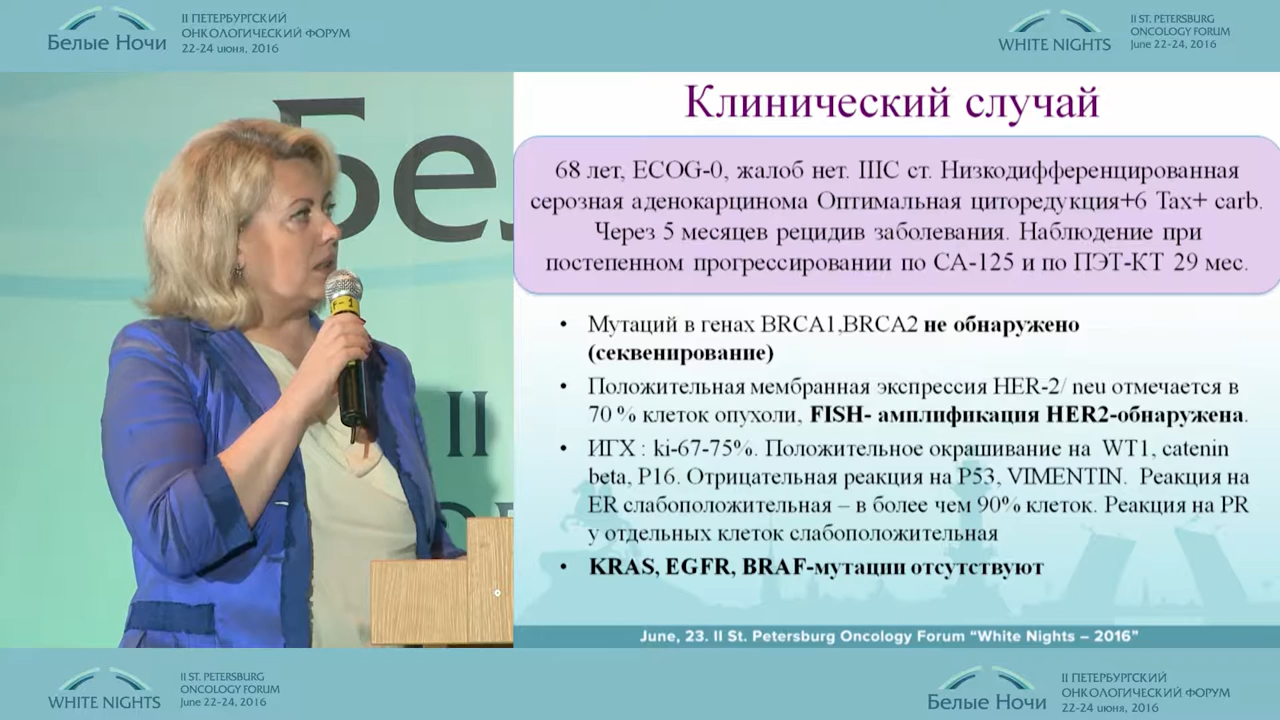 Белые Ночи
II ПЕТЕРБУРГСКИЙ
ОНКОЛОГИЧЕСКИЙ ФОРУМ
22-24 июня, 2016
WHITE NIGHTS
II ST. PETERSBURG
ONCOLOGY FORUM
June 22-24, 2016
Бел
II
f-1
Клинический случай
68 лет, ECOG-0, жалоб нет. IIIC ст. Низкодифференцированная
серозная аденокарцинома Оптимальная циторедукция+6 Tax+ carb.
Через 5 месяцев рецидив заболевания. Наблюдение при
постепенном прогрессировании по СА-125 и по ПЭТ-КТ 29 мес.
• Мутаций в генах BRCA1,BRCA2 не обнаружено
(секвенирование)
• Положительная мембранная экспрессия HER-2/ neu отмечается в
70 % клеток опухоли, FISH- амплификация HER2-обнаружена.
• ИГХ : ki-67-75%. Положительное окрашивание на WT1, catenin
beta, P16. Отрицательная реакция на P53, VIMENTIN. Реакция на
ER слабоположительная – в более чем 90% клеток. Реакция на PR
у отдельных клеток слабоположительная
• KRAS, EGFR, BRAF-мутации отсутствуют
June, 23. II St. Petersburg Oncology Forum “White Nights – 2016”
WHITE NIGHTS
II ST. PETERSBURG
ONCOLOGY FORUM
June 22-24, 2016
Белые Ночи
II ПЕТЕРБУРГСКИЙ
ОНКОЛОГИЧЕСКИЙ ФОРУМ
22-24 июня, 2016